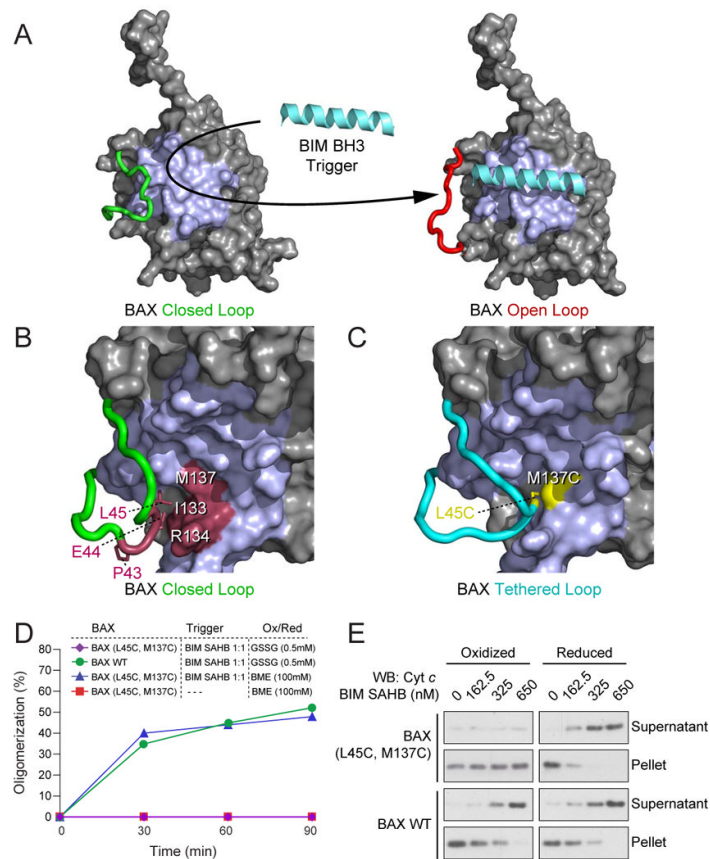 A
BIM BH3
Trigger
BAX Closed Loop
BAX Open Loop
B
C
M137
L45
I133
E44
R134
P43
BAX Closed Loop
M137C
L45C
BAX Tethered Loop
D
BAX Trigger Ox/Red
BAX (L45C, M137C) BIM SAHB 1:1 GSSG (0.5mM)
BAX WT BIM SAHB 1:1 GSSG (0.5mM)
BAX (L45C, M137C) BIM SAHB 1:1 BME (100mM)
BAX (L45C, M137C) --- BME (100mM)
80
70
60
50
40
30
20
10
0
Oligomerization (%)
0 30 60 90
Time (min)
E
Oxidized Reduced
WB: Cyt c
BIM SAHB (nM) 0 162.5 325 650 0 162.5 325 650
BAX
(L45C, M137C)
Supernatant
Pellet
BAX WT
Supernatant
Pellet